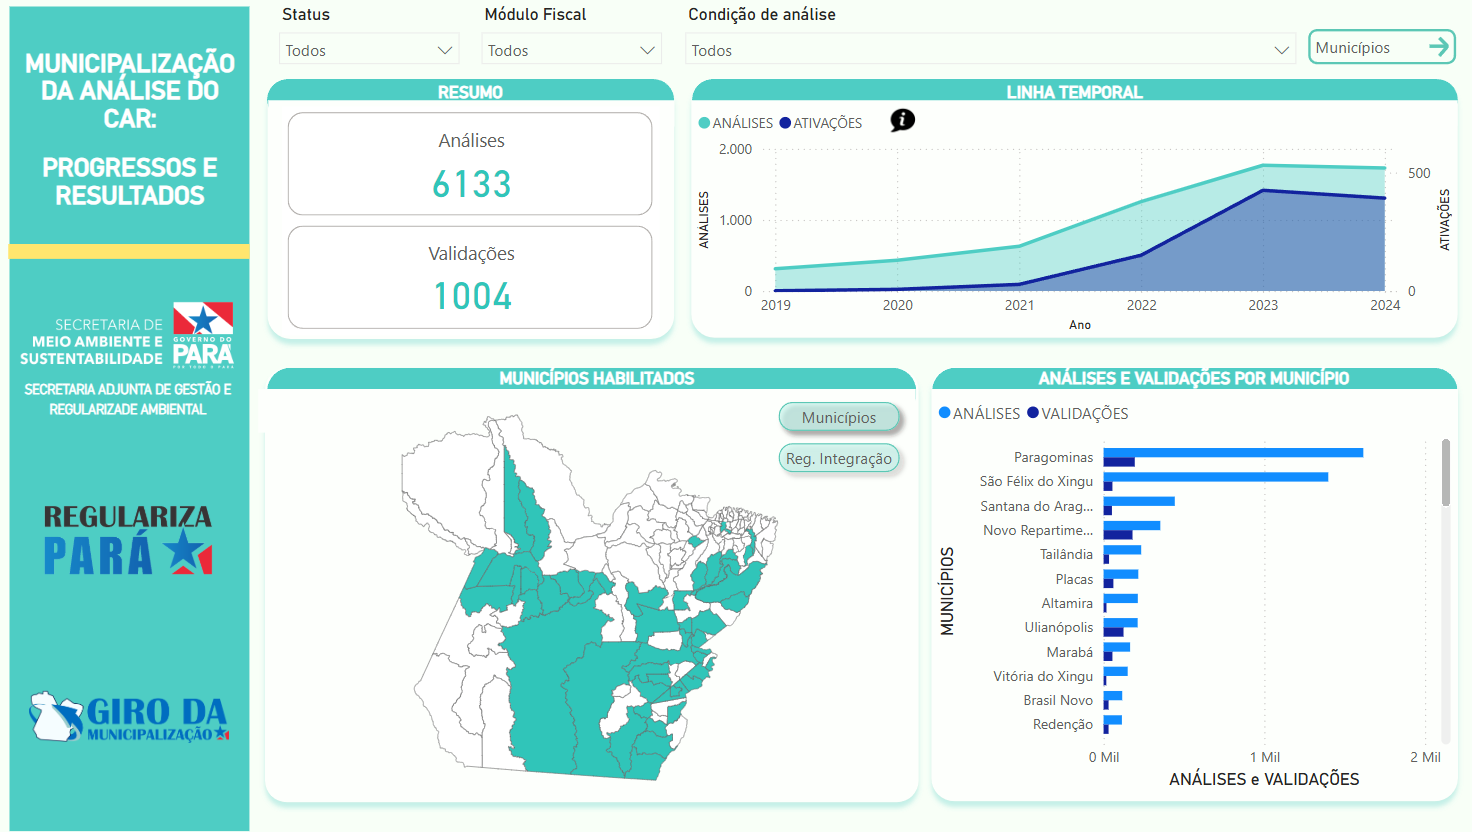 MUNICIPALIZAÇÃO
DA ANÁLISE DO
CAR:
PROGRESSOS E
RESULTADOS
SECRETARIA DE
MEIO AMBIENTE E
SUSTENTABILIDADE
GOVERNO DO
PARÁ
POR TODO O PARÁ
SECRETARIA ADJUNTA DE GESTÃO E
REGULARIZADE AMBIENTAL
REGULARIZA
PARÁ
GIRO DA
MUNICIPALIZAÇÃO
Status
Módulo Fiscal
Condição de análise
Todos
Todos
Todos
Municípios
RESUMO
Análises
6133
Validações
1004
LINHA TEMPORAL
ANÁLISES
ATIVAÇÕES
2.000
1.000
0
ANÁLISES
500
0
ATIVAÇÕES
2019
2020
2021
2022
2023
2024
Ano
MUNICÍPIOS HABILITADOS
Municípios
Reg. Integração
ANÁLISES E VALIDAÇÕES POR MUNICÍPIO
ANÁLISES
VALIDAÇÕES
MUNICÍPIOS
Paragominas
São Félix do Xingu
Santana do Arag...
Novo Repartime...
Tailândia
Placas
Altamira
Ulianópolis
Marabá
Vitória do Xingu
Brasil Novo
Redenção
0 Mil
1 Mil
2 Mil
ANÁLISES e VALIDAÇÕES